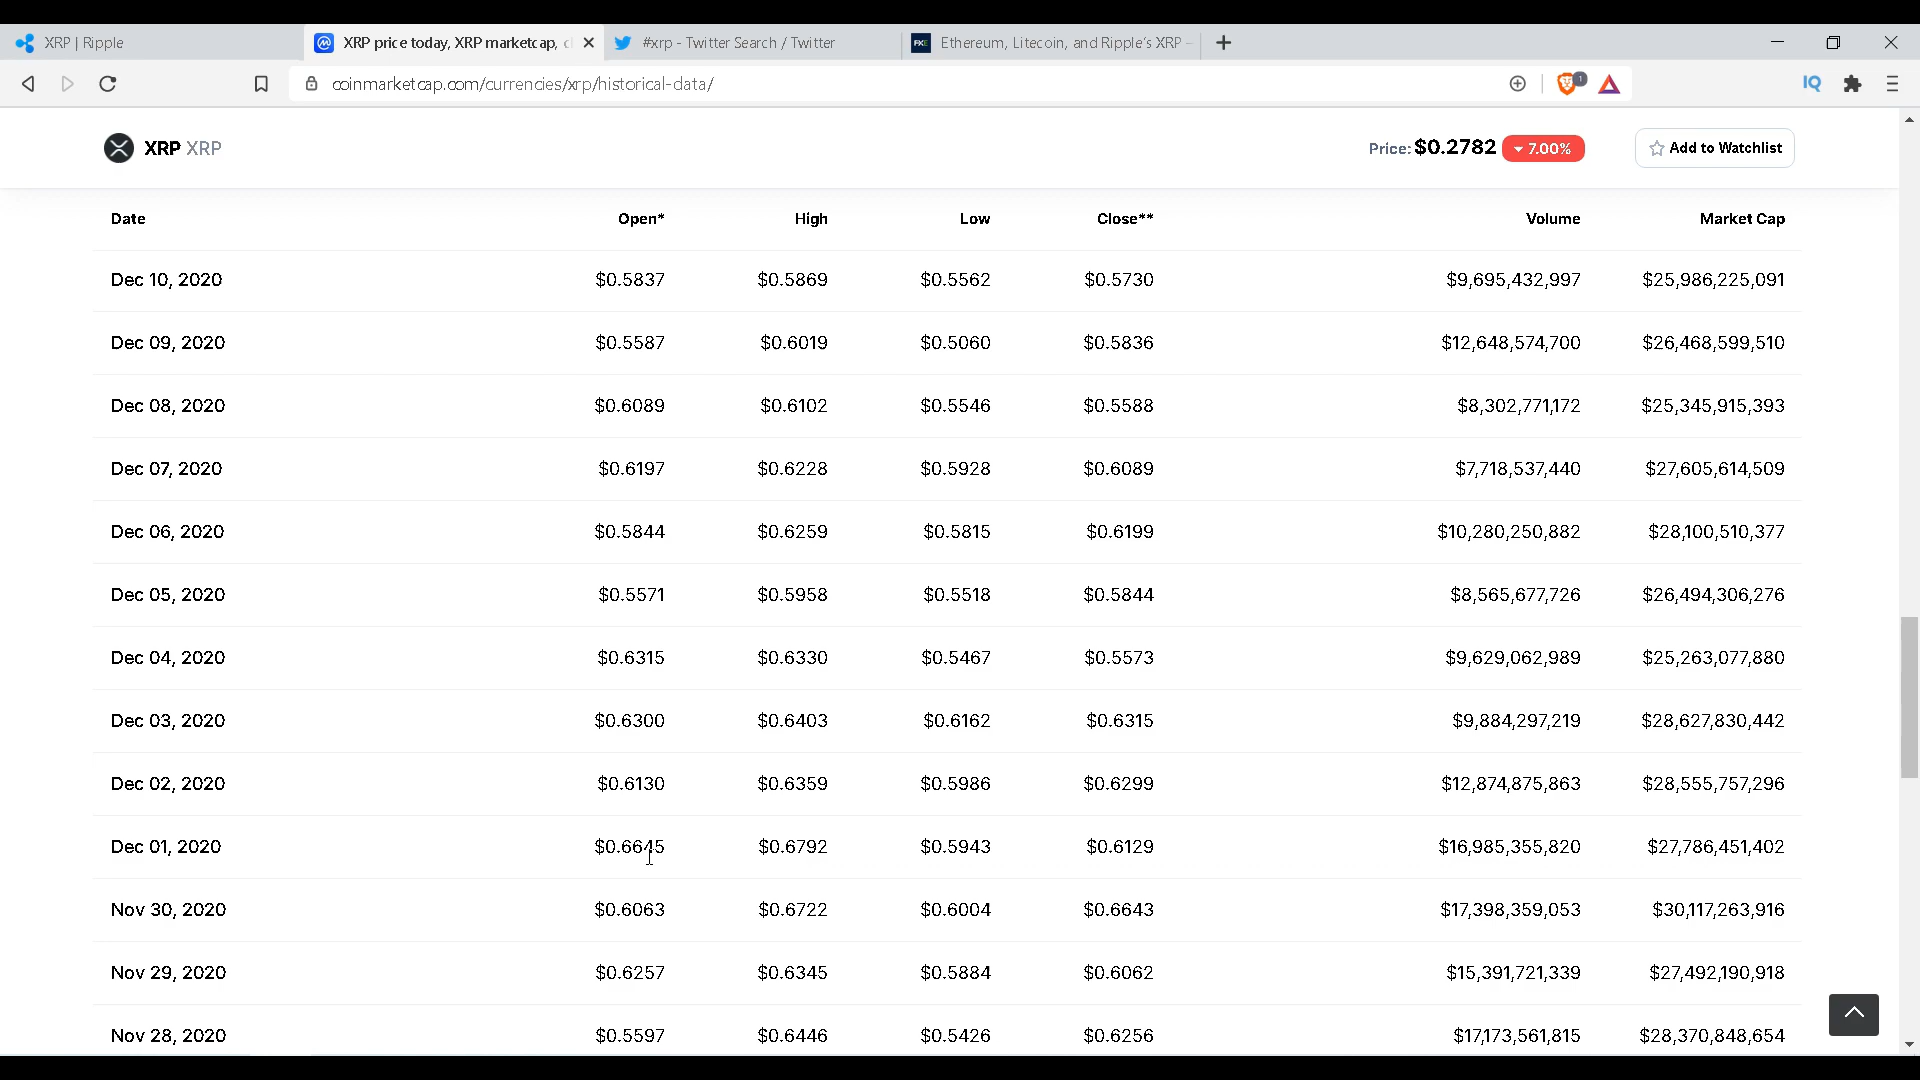 XRP | Ripple
XRP price today, XRP marketcap, c
#xrp - Twitter Search / Twitter
FXE Ethereum, Litecoin, and Ripple's XRP -
coinmarketcap.com/currencies/xrp/historical-data/
1
IQ
XRP XRP
Price: $0.2782 7.00%
Add to Watchlist
Date Open* High Low Close** Volume Market Cap
Dec 10, 2020 $0.5837 $0.5869 $0.5562 $0.5730 $9,695,432,997 $25,986,225,091
Dec 09, 2020 $0.5587 $0.6019 $0.5060 $0.5836 $12,648,574,700 $26,468,599,510
Dec 08, 2020 $0.6089 $0.6102 $0.5546 $0.5588 $8,302,771,172 $25,345,915,393
Dec 07, 2020 $0.6197 $0.6228 $0.5928 $0.6089 $7,718,537,440 $27,605,614,509
Dec 06, 2020 $0.5844 $0.6259 $0.5815 $0.6199 $10,280,250,882 $28,100,510,377
Dec 05, 2020 $0.5571 $0.5958 $0.5518 $0.5844 $8,565,677,726 $26,494,306,276
Dec 04, 2020 $0.6315 $0.6330 $0.5467 $0.5573 $9,629,062,989 $25,263,077,880
Dec 03, 2020 $0.6300 $0.6403 $0.6162 $0.6315 $9,884,297,219 $28,627,830,442
Dec 02, 2020 $0.6130 $0.6359 $0.5986 $0.6299 $12,874,875,863 $28,555,757,296
Dec 01, 2020 $0.6645 $0.6792 $0.5943 $0.6129 $16,985,355,820 $27,786,451,402
Nov 30, 2020 $0.6063 $0.6722 $0.6004 $0.6643 $17,398,359,053 $30,117,263,916
Nov 29, 2020 $0.6257 $0.6345 $0.5884 $0.6062 $15,391,721,339 $27,492,190,918
Nov 28, 2020 $0.5597 $0.6446 $0.5426 $0.6256 $17,173,561,815 $28,370,848,654